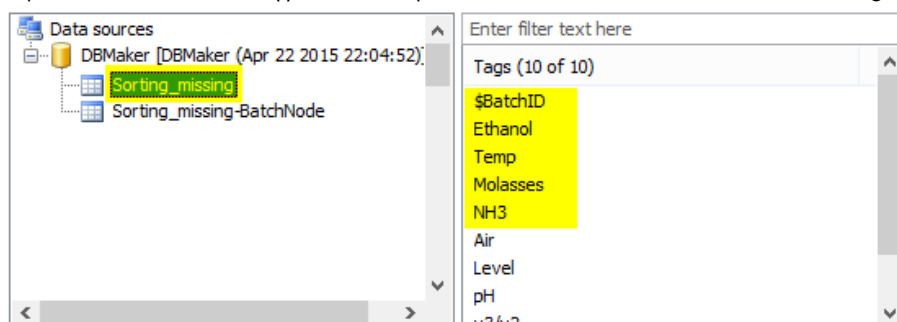 Data sources
DBMaker [DBMaker (Apr 22 2015 22:04:52)]
Sorting_missing
Sorting_missing-BatchNode
Enter filter text here
Tags (10 of 10)
$BatchID
Ethanol
Temp
Molasses
NH3
Air
Level
pH